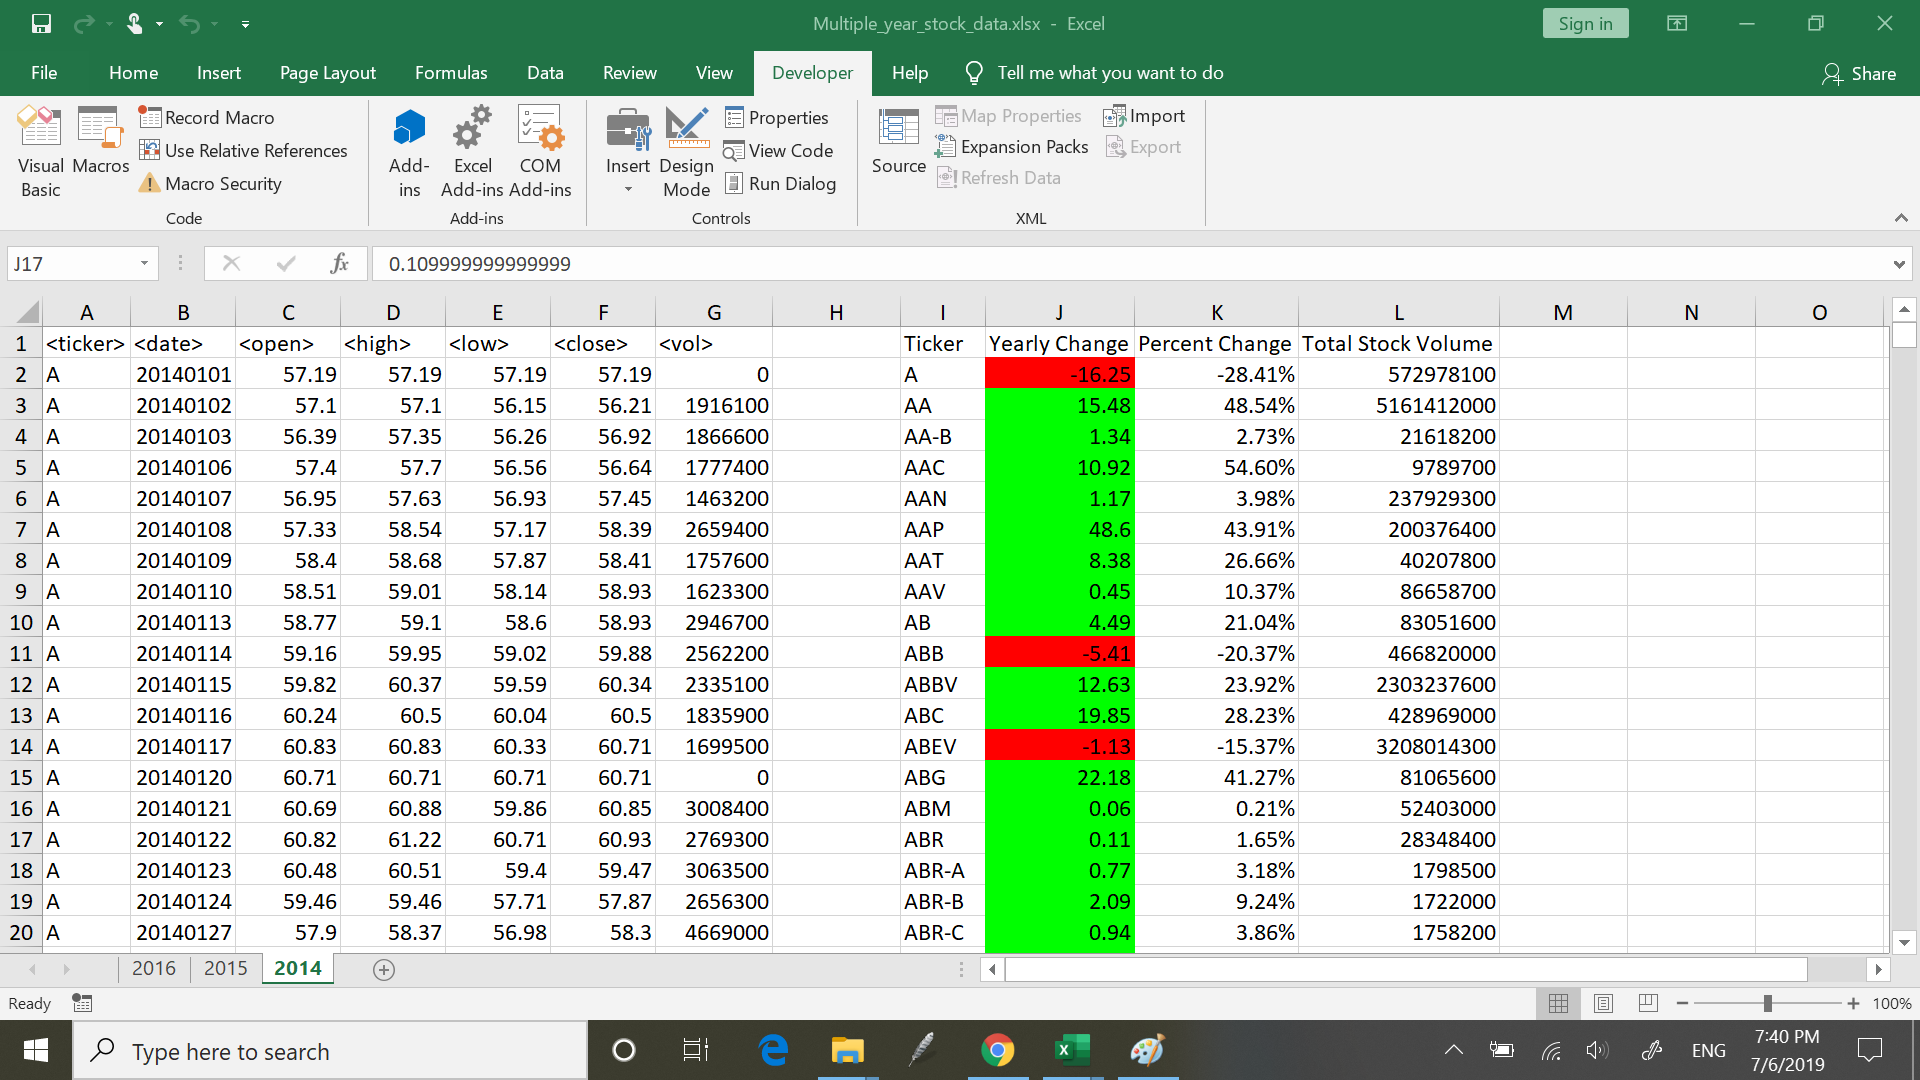 Multiple_year_stock_data.xlsx - Excel
Sign in
File Home Insert Page Layout Formulas Data Review View Developer Help Tell me what you want to do Share
Visual Basic
Macros
Record Macro
Use Relative References
Macro Security
Code
Add-ins
Excel Add-ins
COM Add-ins
Add-ins
Insert
Design Mode
Properties
View Code
Run Dialog
Controls
Source
Map Properties
Expansion Packs
Refresh Data
Import
Export
XML
J17 fx 0.109999999999999
A B C D E F G H I J K L M N O
1 <ticker> <date> <open> <high> <low> <close> <vol> Ticker Yearly Change Percent Change Total Stock Volume
2 A 20140101 57.19 57.19 57.19 57.19 0 A -16.25 -28.41% 572978100
3 A 20140102 57.1 57.1 56.15 56.21 1916100 AA 15.48 48.54% 5161412000
4 A 20140103 56.39 57.35 56.26 56.92 1866600 AA-B 1.34 2.73% 21618200
5 A 20140106 57.4 57.7 56.56 56.64 1777400 AAC 10.92 54.60% 9789700
6 A 20140107 56.95 57.63 56.93 57.45 1463200 AAN 1.17 3.98% 237929300
7 A 20140108 57.33 58.54 57.17 58.39 2659400 AAP 48.6 43.91% 200376400
8 A 20140109 58.4 58.68 57.87 58.41 1757600 AAT 8.38 26.66% 40207800
9 A 20140110 58.51 59.01 58.14 58.93 1623300 AAV 0.45 10.37% 86658700
10 A 20140113 58.77 59.1 58.6 58.93 2946700 AB 4.49 21.04% 83051600
11 A 20140114 59.16 59.95 59.02 59.88 2562200 ABB -5.41 -20.37% 466820000
12 A 20140115 59.82 60.37 59.59 60.34 2335100 ABBV 12.63 23.92% 2303237600
13 A 20140116 60.24 60.5 60.04 60.5 1835900 ABC 19.85 28.23% 428969000
14 A 20140117 60.83 60.83 60.33 60.71 1699500 ABEV -1.13 -15.37% 3208014300
15 A 20140120 60.71 60.71 60.71 60.71 0 ABG 22.18 41.27% 81065600
16 A 20140121 60.69 60.88 59.86 60.85 3008400 ABM 0.06 0.21% 52403000
17 A 20140122 60.82 61.22 60.71 60.93 2769300 ABR 0.11 1.65% 28348400
18 A 20140123 60.48 60.51 59.4 59.47 3063500 ABR-A 0.77 3.18% 1798500
19 A 20140124 59.46 59.46 57.71 57.87 2656300 ABR-B 2.09 9.24% 1722000
20 A 20140127 57.9 58.37 56.98 58.3 4669000 ABR-C 0.94 3.86% 1758200
2016 2015 2014
Ready 100%
Type here to search
ENG
7:40 PM
7/6/2019